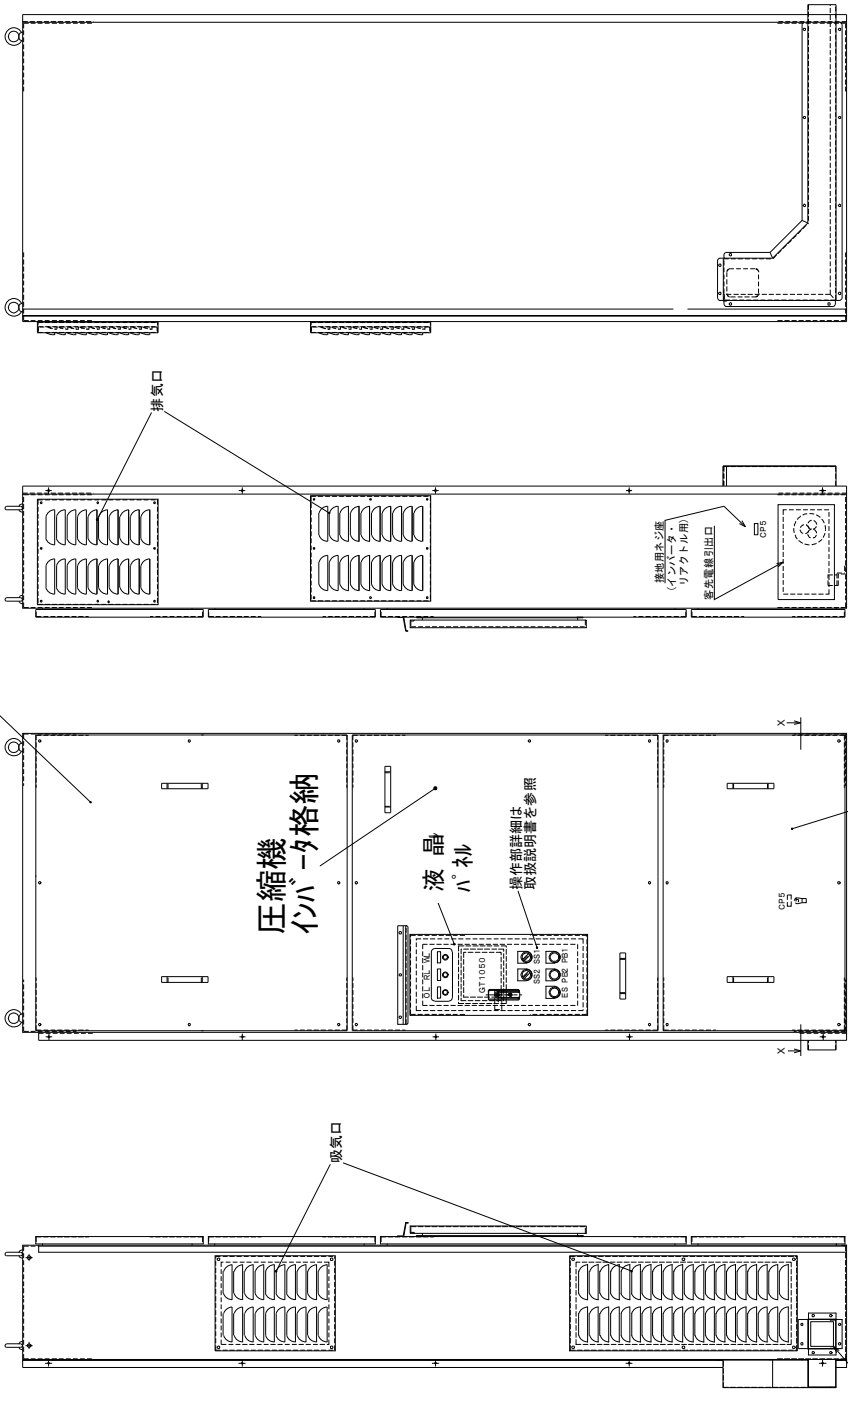 排気口
接地用ネジ座
(インバータ・
リアクトル用)
客先電線引出口
CP5
X
圧縮機
インバータ格納
液 晶
パネル
操作部詳細は
取扱説明書を参照
CP5
OL RL WL
GT1050
SS2 SS1
ES PB2 PB1
X
吸気口